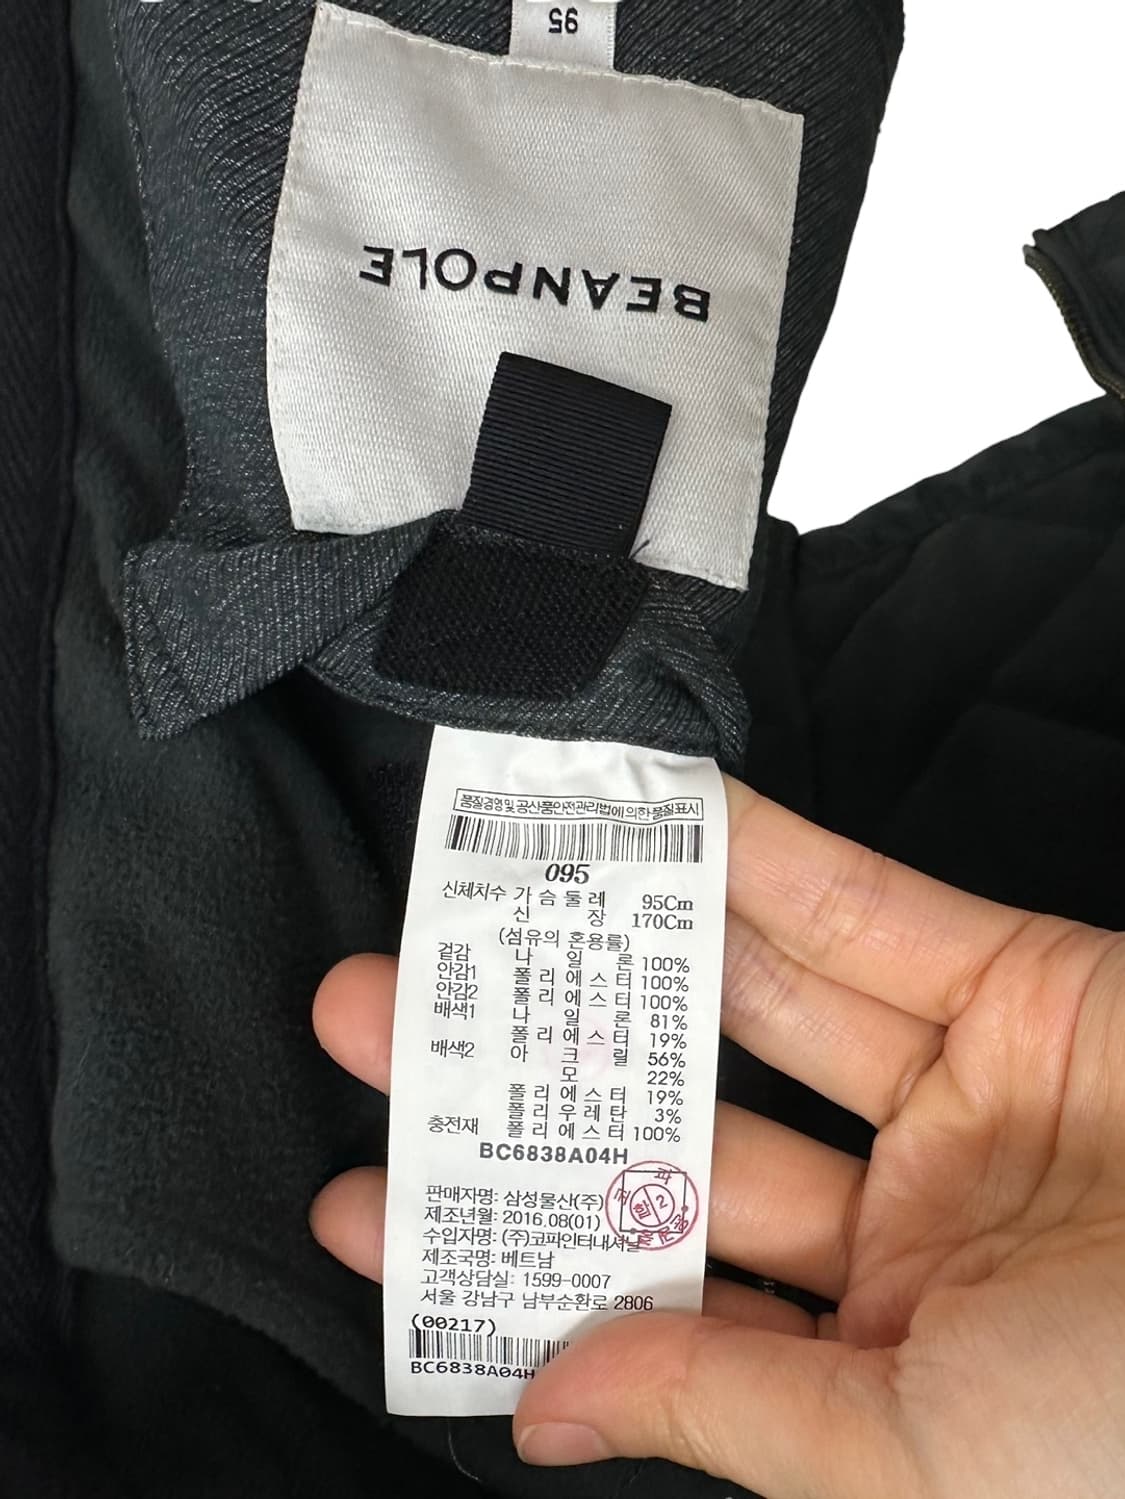 95
BEANPOLE
품질경영및공산품안전관리법에의한품질표시
095
신체치수 가 슴 둘 레 95Cm
신 장 170Cm
(섬유의 혼용률)
겉감 나 일 론 100%
안감1 폴 리 에 스 터 100%
안감2 폴 리 에 스 터 100%
배색1 나 일 론 81%
폴 리 에 스 터 19%
배색2 아 크 릴 56%
모 22%
폴 리 에 스 터 19%
폴 리 우 레 탄 3%
충전재 폴 리 에 스 터 100%
BC6838A04H
판매자명: 삼성물산(주)
제조년월: 2016.08(01)
수입자명: (주)코파인터내셔날
제조국명: 베트남
고객상담실: 1599-0007
서울 강남구 남부순환로 2806
(00217)
BC6838A04H